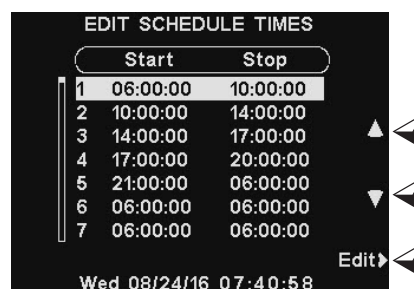 EDIT SCHEDULE TIMES
Start Stop
1 06:00:00 10:00:00
2 10:00:00 14:00:00
3 14:00:00 17:00:00
4 17:00:00 20:00:00
5 21:00:00 06:00:00
6 06:00:00 06:00:00
7 06:00:00 06:00:00
Edit
Wed 08/24/16 07:40:58